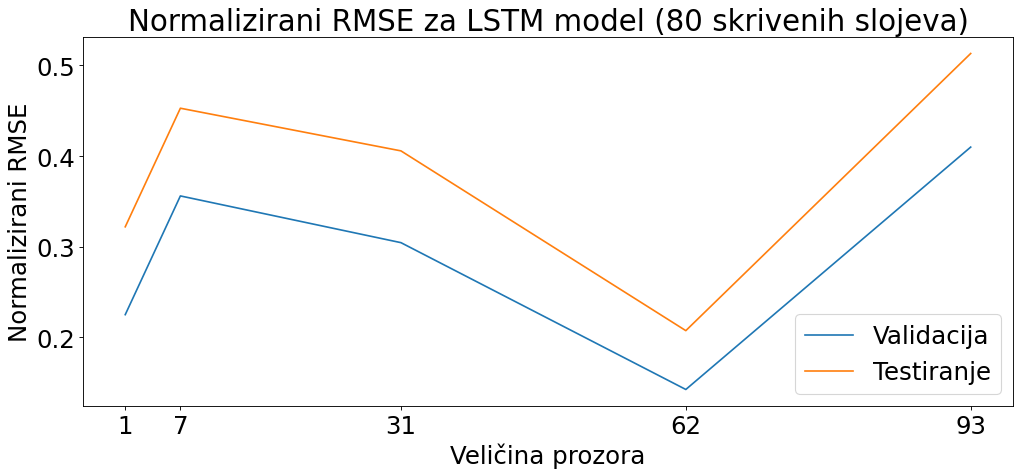 Normalizirani RMSE za LSTM model (80 skrivenih slojeva)
Normalizirani RMSE
0.5
0.4
0.3
0.2
Validacija
Testiranje
1 7 31 62 93
Veličina prozora